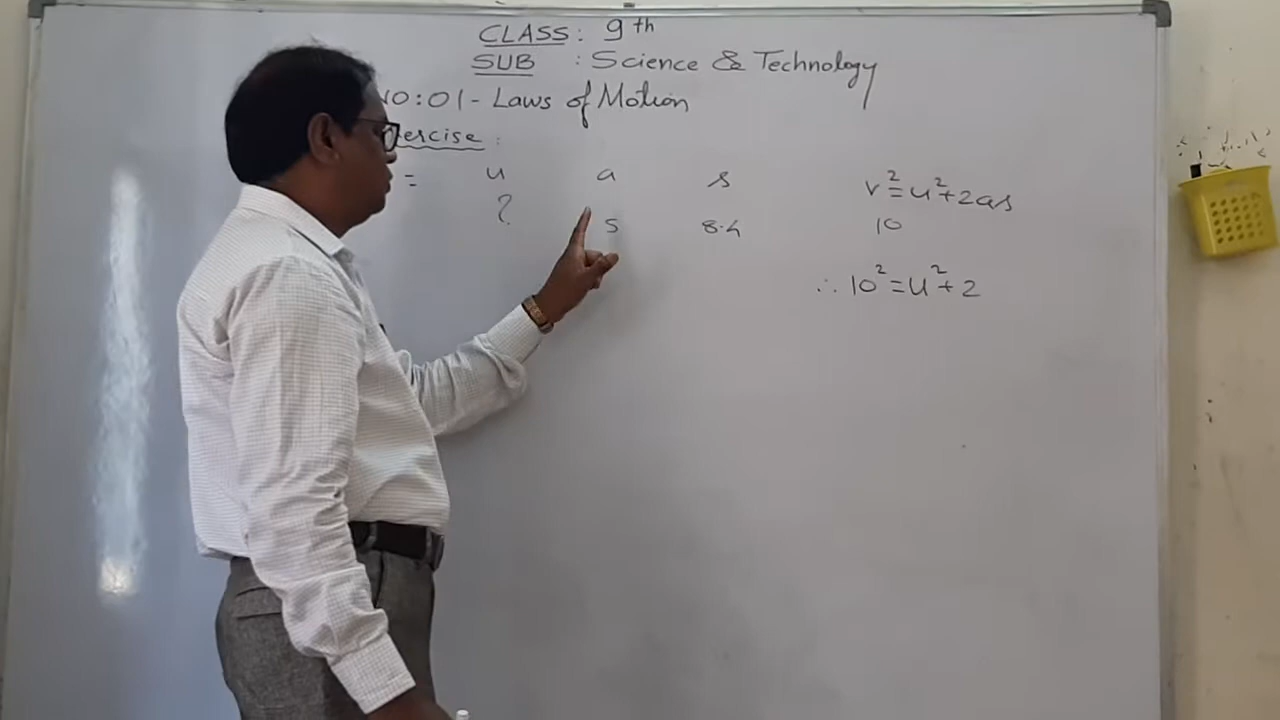 CLASS: 9th
SUB : Science & Technology
NO:01 - Laws of Motion
ercise :
= u a s v²=u²+2as
? 5 8.4 10
∴ 10²=u²+2